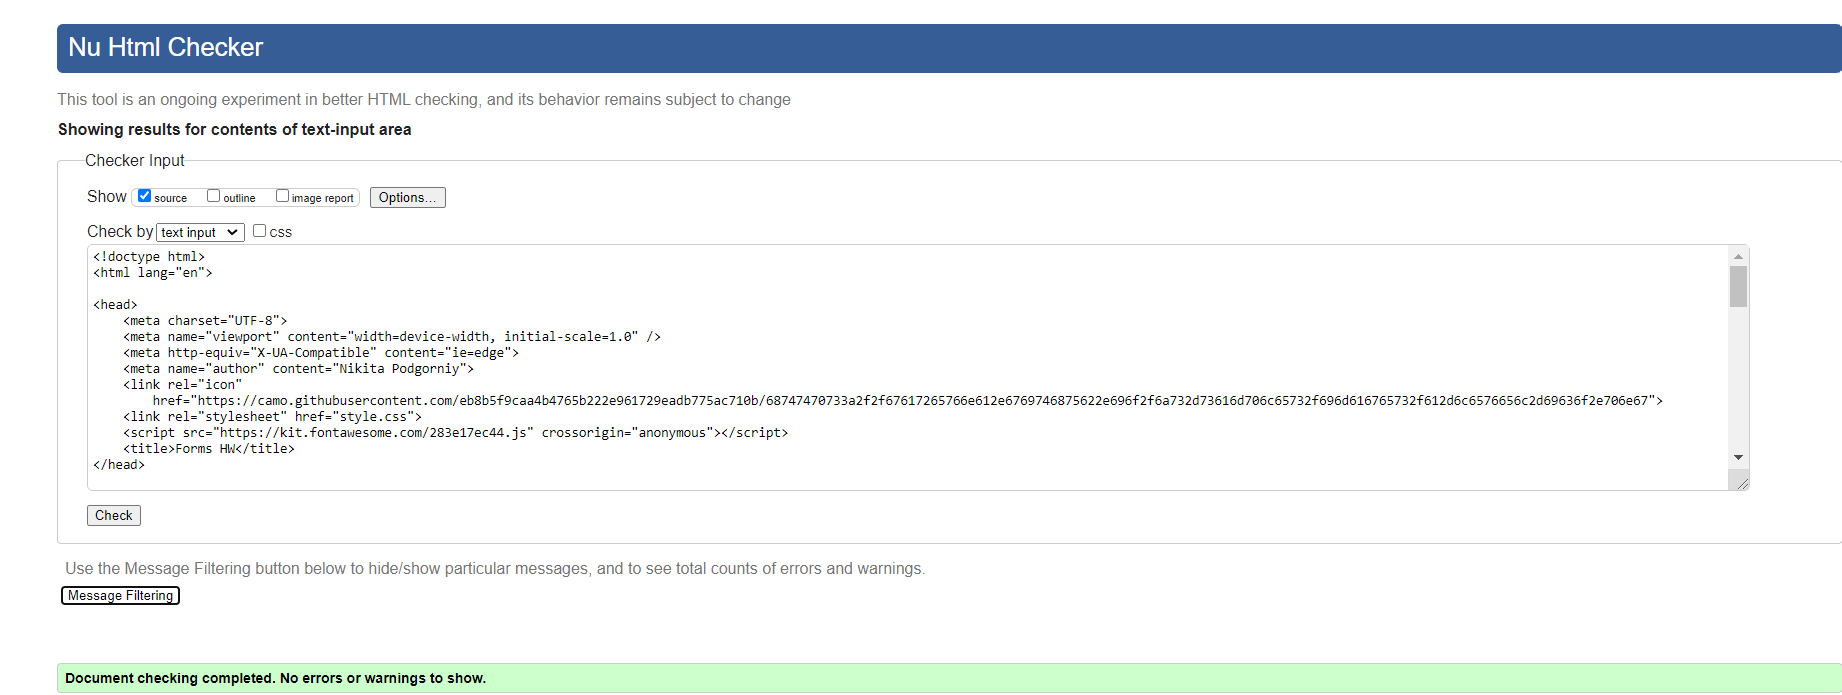 Nu Html Checker
This tool is an ongoing experiment in better HTML checking, and its behavior remains subject to change
Showing results for contents of text-input area
Checker Input
Show source outline image report Options...
Check by text input css
<!doctype html>
<html lang="en">
<head>
<meta charset="UTF-8">
<meta name="viewport" content="width=device-width, initial-scale=1.0" />
<meta http-equiv="X-UA-Compatible" content="ie=edge">
<meta name="author" content="Nikita Podgorniy">
<link rel="icon"
href="https://camo.githubusercontent.com/eb8b5f9caa4b4765b222e961729eadb775ac710b/68747470733a2f2f67617265766e612e6769746875622e696f2f6a732d73616d706c65732f696d616765732f612d6c6576656c2d69636f2e706e67">
<link rel="stylesheet" href="style.css">
<script src="https://kit.fontawesome.com/283e17ec44.js" crossorigin="anonymous"></script>
<title>Forms HW</title>
</head>
Check
Use the Message Filtering button below to hide/show particular messages, and to see total counts of errors and warnings.
Message Filtering
Document checking completed. No errors or warnings to show.